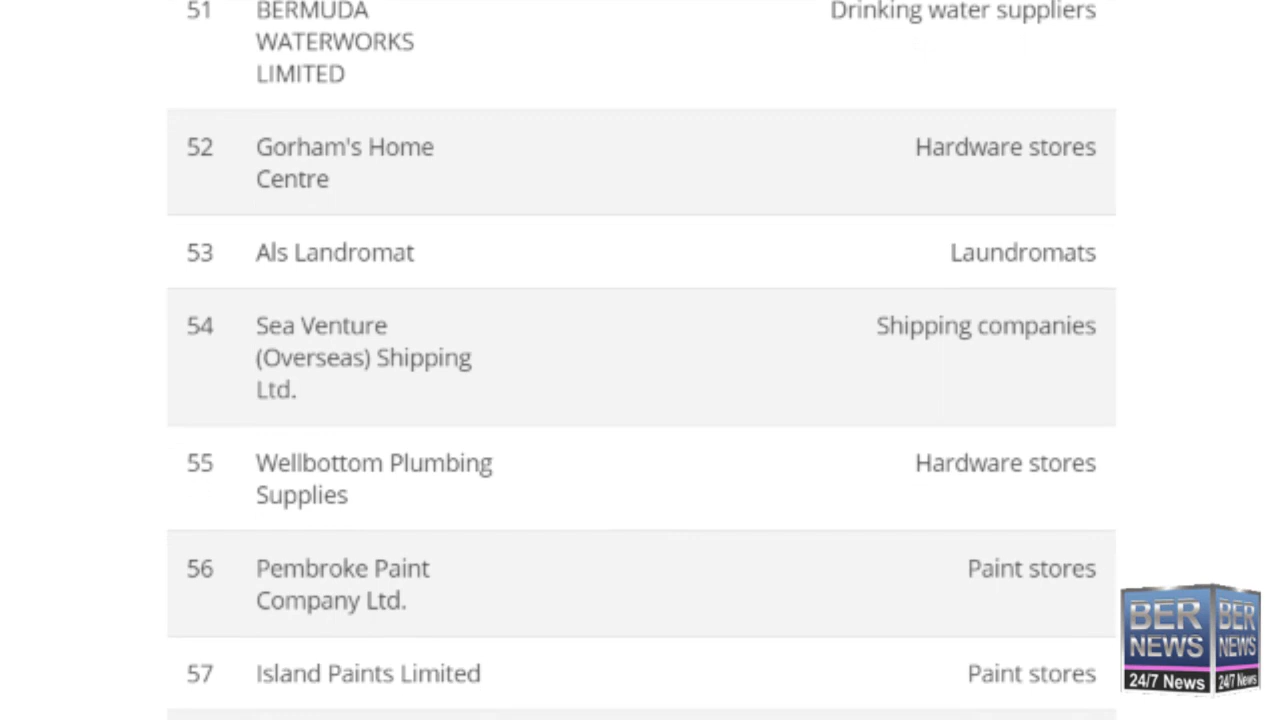 51 BERMUDA Drinking water suppliers
WATERWORKS
LIMITED
52 Gorham's Home Hardware stores
Centre
53 Als Landromat Laundromats
54 Sea Venture Shipping companies
(Overseas) Shipping
Ltd.
55 Wellbottom Plumbing Hardware stores
Supplies
56 Pembroke Paint Paint stores
Company Ltd.
57 Island Paints Limited Paint stores
BER BER
NEWS NEWS
24/7 News 24/7 News